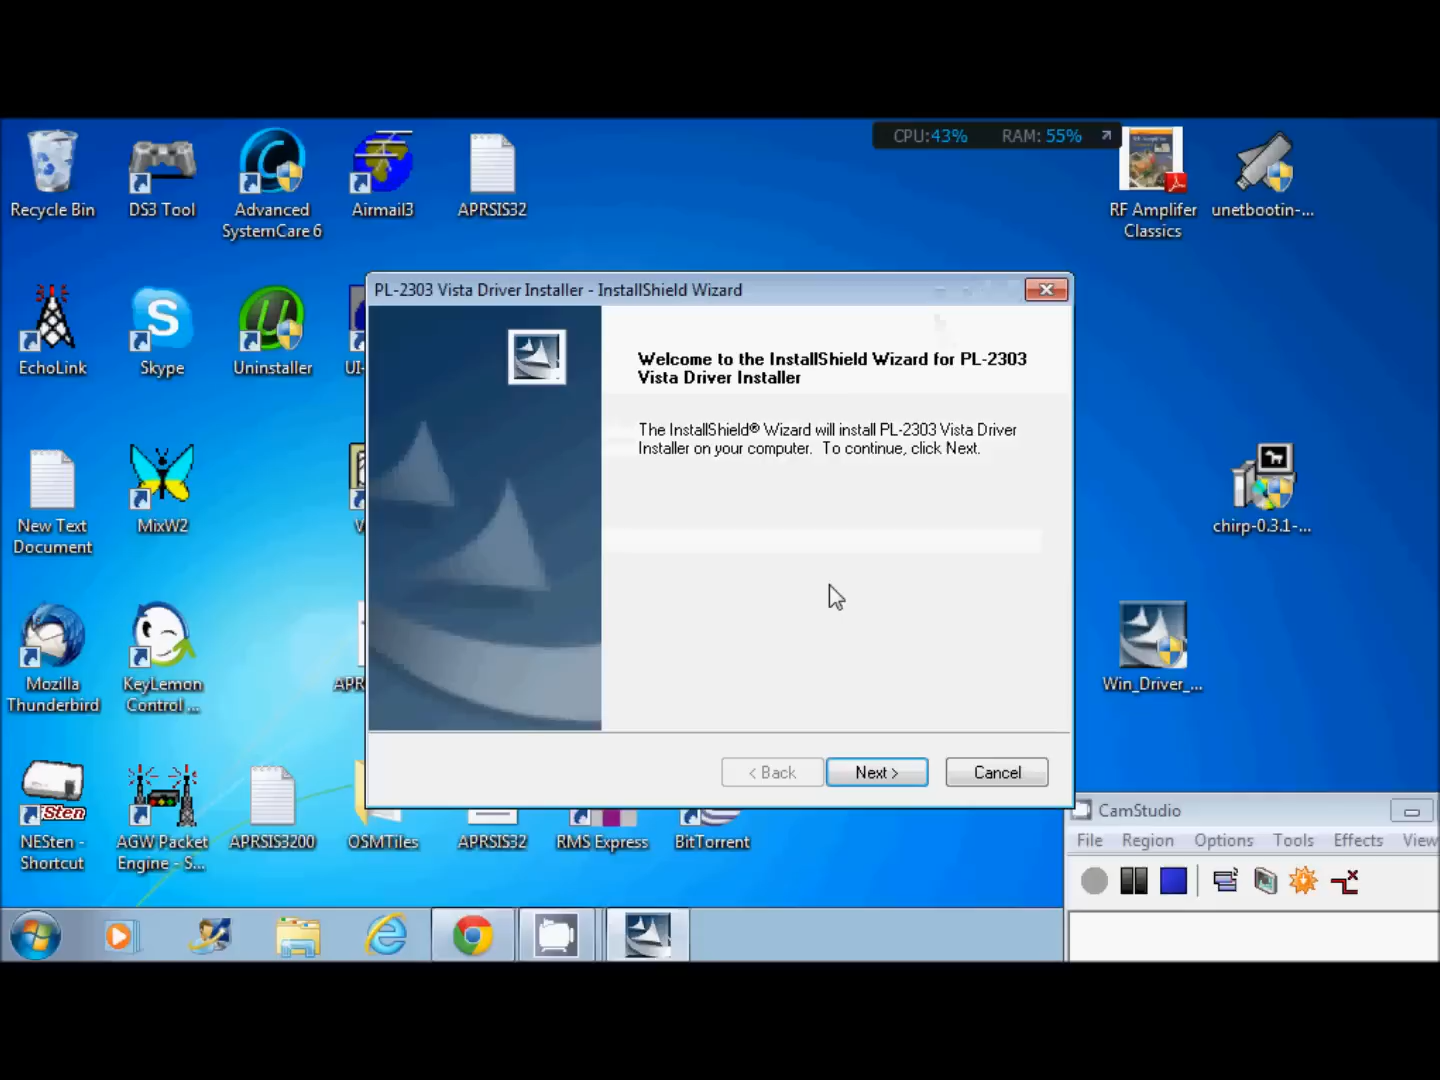 CPU:43% RAM: 55%
Recycle Bin
DS3 Tool
Advanced
SystemCare 6
Airmail3
APRSIS32
RF Amplifer
Classics
unetbootin-...
PL-2303 Vista Driver Installer - InstallShield Wizard
Welcome to the InstallShield Wizard for PL-2303
Vista Driver Installer
The InstallShield® Wizard will install PL-2303 Vista Driver
Installer on your computer. To continue, click Next.
< Back
Next >
Cancel
EchoLink
Skype
Uninstaller
UI-
New Text
Document
MixW2
V
chirp-0.3.1-...
Mozilla
Thunderbird
KeyLemon
Control ...
APR
Win_Driver_...
Sten
NESten -
Shortcut
AGW Packet
Engine - S...
APRSIS3200
OSMTiles
APRSIS32
RMS Express
BitTorrent
CamStudio
File Region Options Tools Effects View